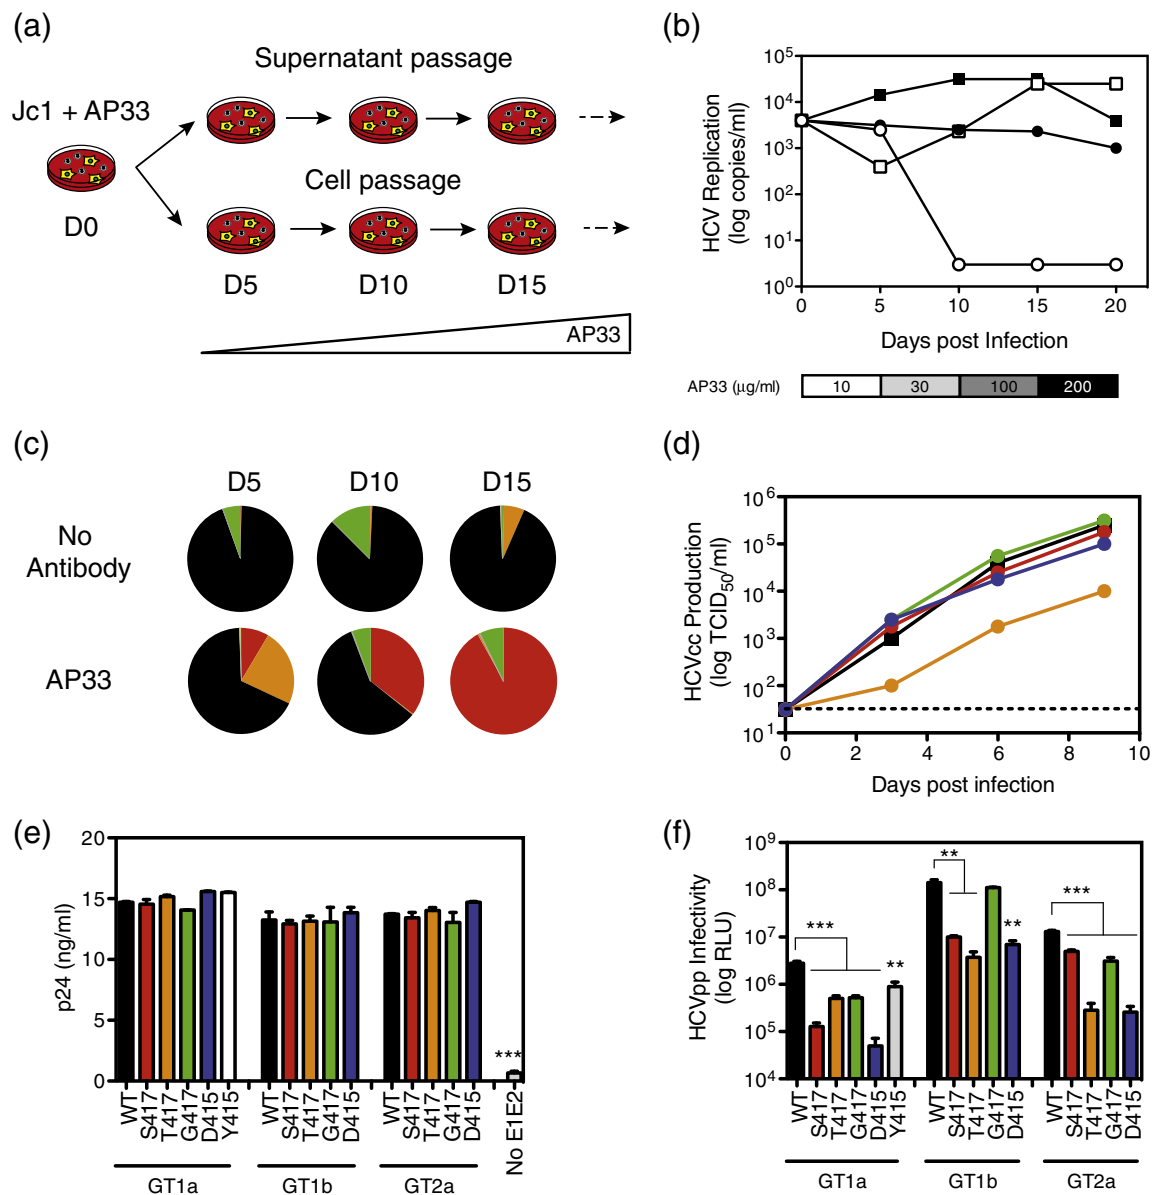 (a)
Supernatant passage
Jc1 + AP33
Cell passage
D0
D5
D10
D15
AP33
(b)
HCV Replication
(log copies/ml)
10⁵
10⁴
10³
10²
10¹
10⁰
0
5
10
15
20
Days post Infection
AP33 (μg/ml)
10
30
100
200
(c)
D5
D10
D15
No
Antibody
AP33
(d)
HCVcc Production
(log TCID₅₀/ml)
10⁶
10⁵
10⁴
10³
10²
10¹
0
2
4
6
8
10
Days post infection
(e)
p24 (ng/ml)
20
15
10
5
0
***
WT
S417
T417
G417
D415
Y415
WT
S417
T417
G417
D415
WT
S417
T417
G417
D415
No E1E2
GT1a
GT1b
GT2a
(f)
HCVpp Infectivity
(log RLU)
10⁹
10⁸
10⁷
10⁶
10⁵
10⁴
***
**
**
**
***
WT
S417
T417
G417
D415
Y415
WT
S417
T417
G417
D415
WT
S417
T417
G417
D415
GT1a
GT1b
GT2a